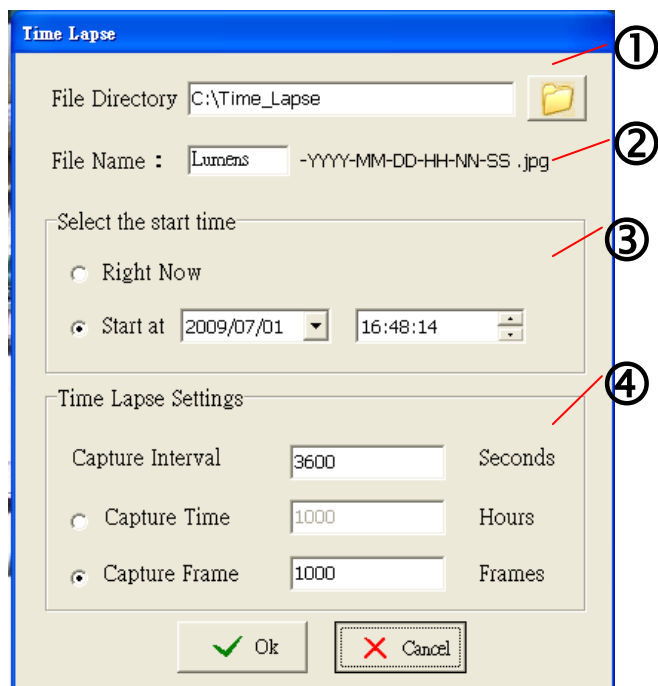 Time Lapse
①
File Directory C:\Time_Lapse
②
File Name : Lumens -YYYY-MM-DD-HH-NN-SS .jpg
Select the start time
③
Right Now
Start at 2009/07/01 16:48:14
④
Time Lapse Settings
Capture Interval 3600 Seconds
Capture Time 1000 Hours
Capture Frame 1000 Frames
Ok Cancel